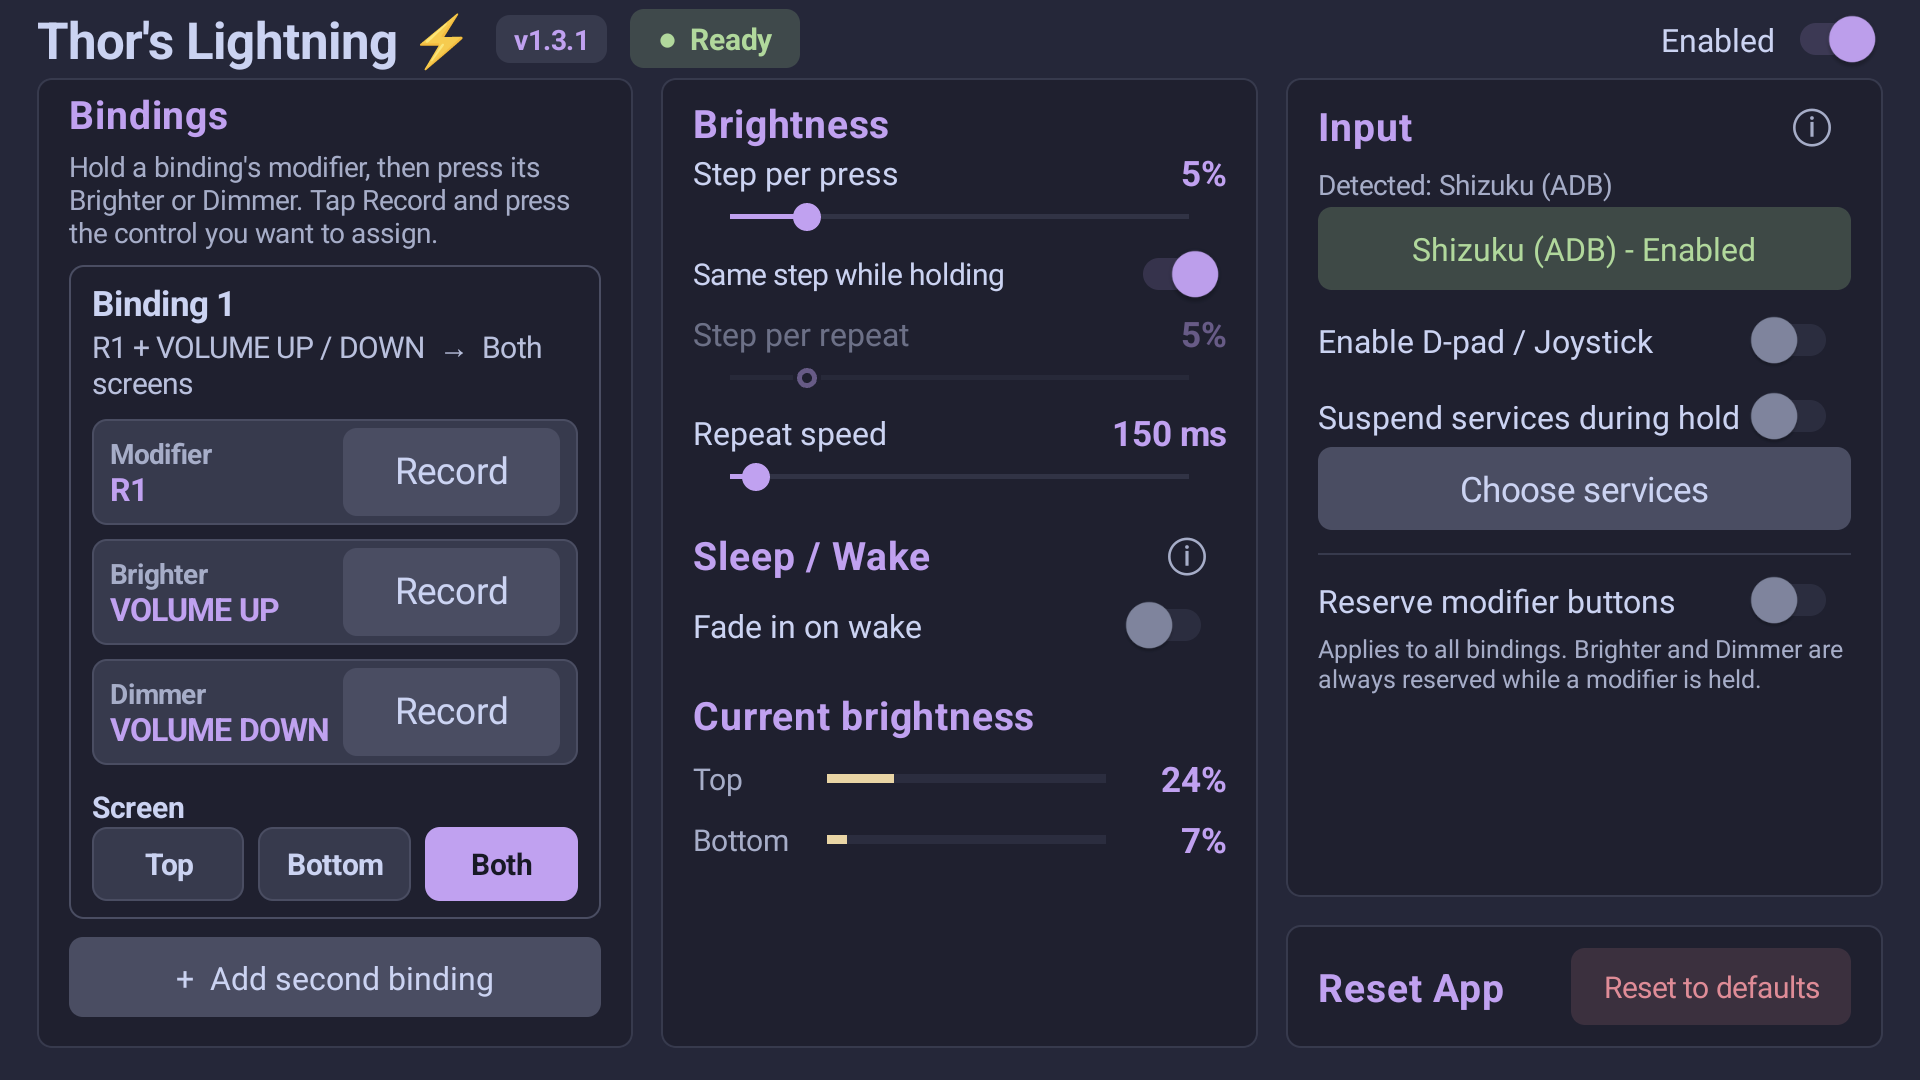 Thor's Lightning ⚡ v1.3.1 ● Ready
Enabled
Bindings
Hold a binding's modifier, then press its
Brighter or Dimmer. Tap Record and press
the control you want to assign.
Binding 1
R1 + VOLUME UP / DOWN → Both
screens
Modifier
R1
Record
Brighter
VOLUME UP
Record
Dimmer
VOLUME DOWN
Record
Screen
Top
Bottom
Both
+ Add second binding
Brightness
Step per press 5%
Same step while holding
Step per repeat 5%
Repeat speed 150 ms
Sleep / Wake
Fade in on wake
Current brightness
Top 24%
Bottom 7%
Input
Detected: Shizuku (ADB)
Shizuku (ADB) - Enabled
Enable D-pad / Joystick
Suspend services during hold
Choose services
Reserve modifier buttons
Applies to all bindings. Brighter and Dimmer are
always reserved while a modifier is held.
Reset App
Reset to defaults